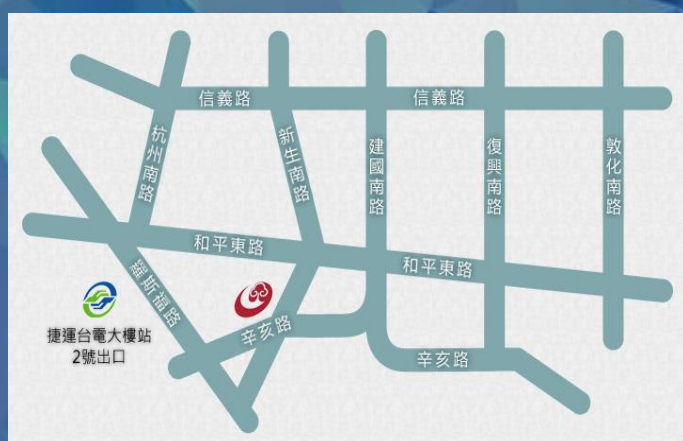 信義路
信義路
杭州南路
新生南路
建國南路
復興南路
敦化南路
和平東路
和平東路
羅斯福路
辛亥路
辛亥路
捷運台電大樓站
2號出口